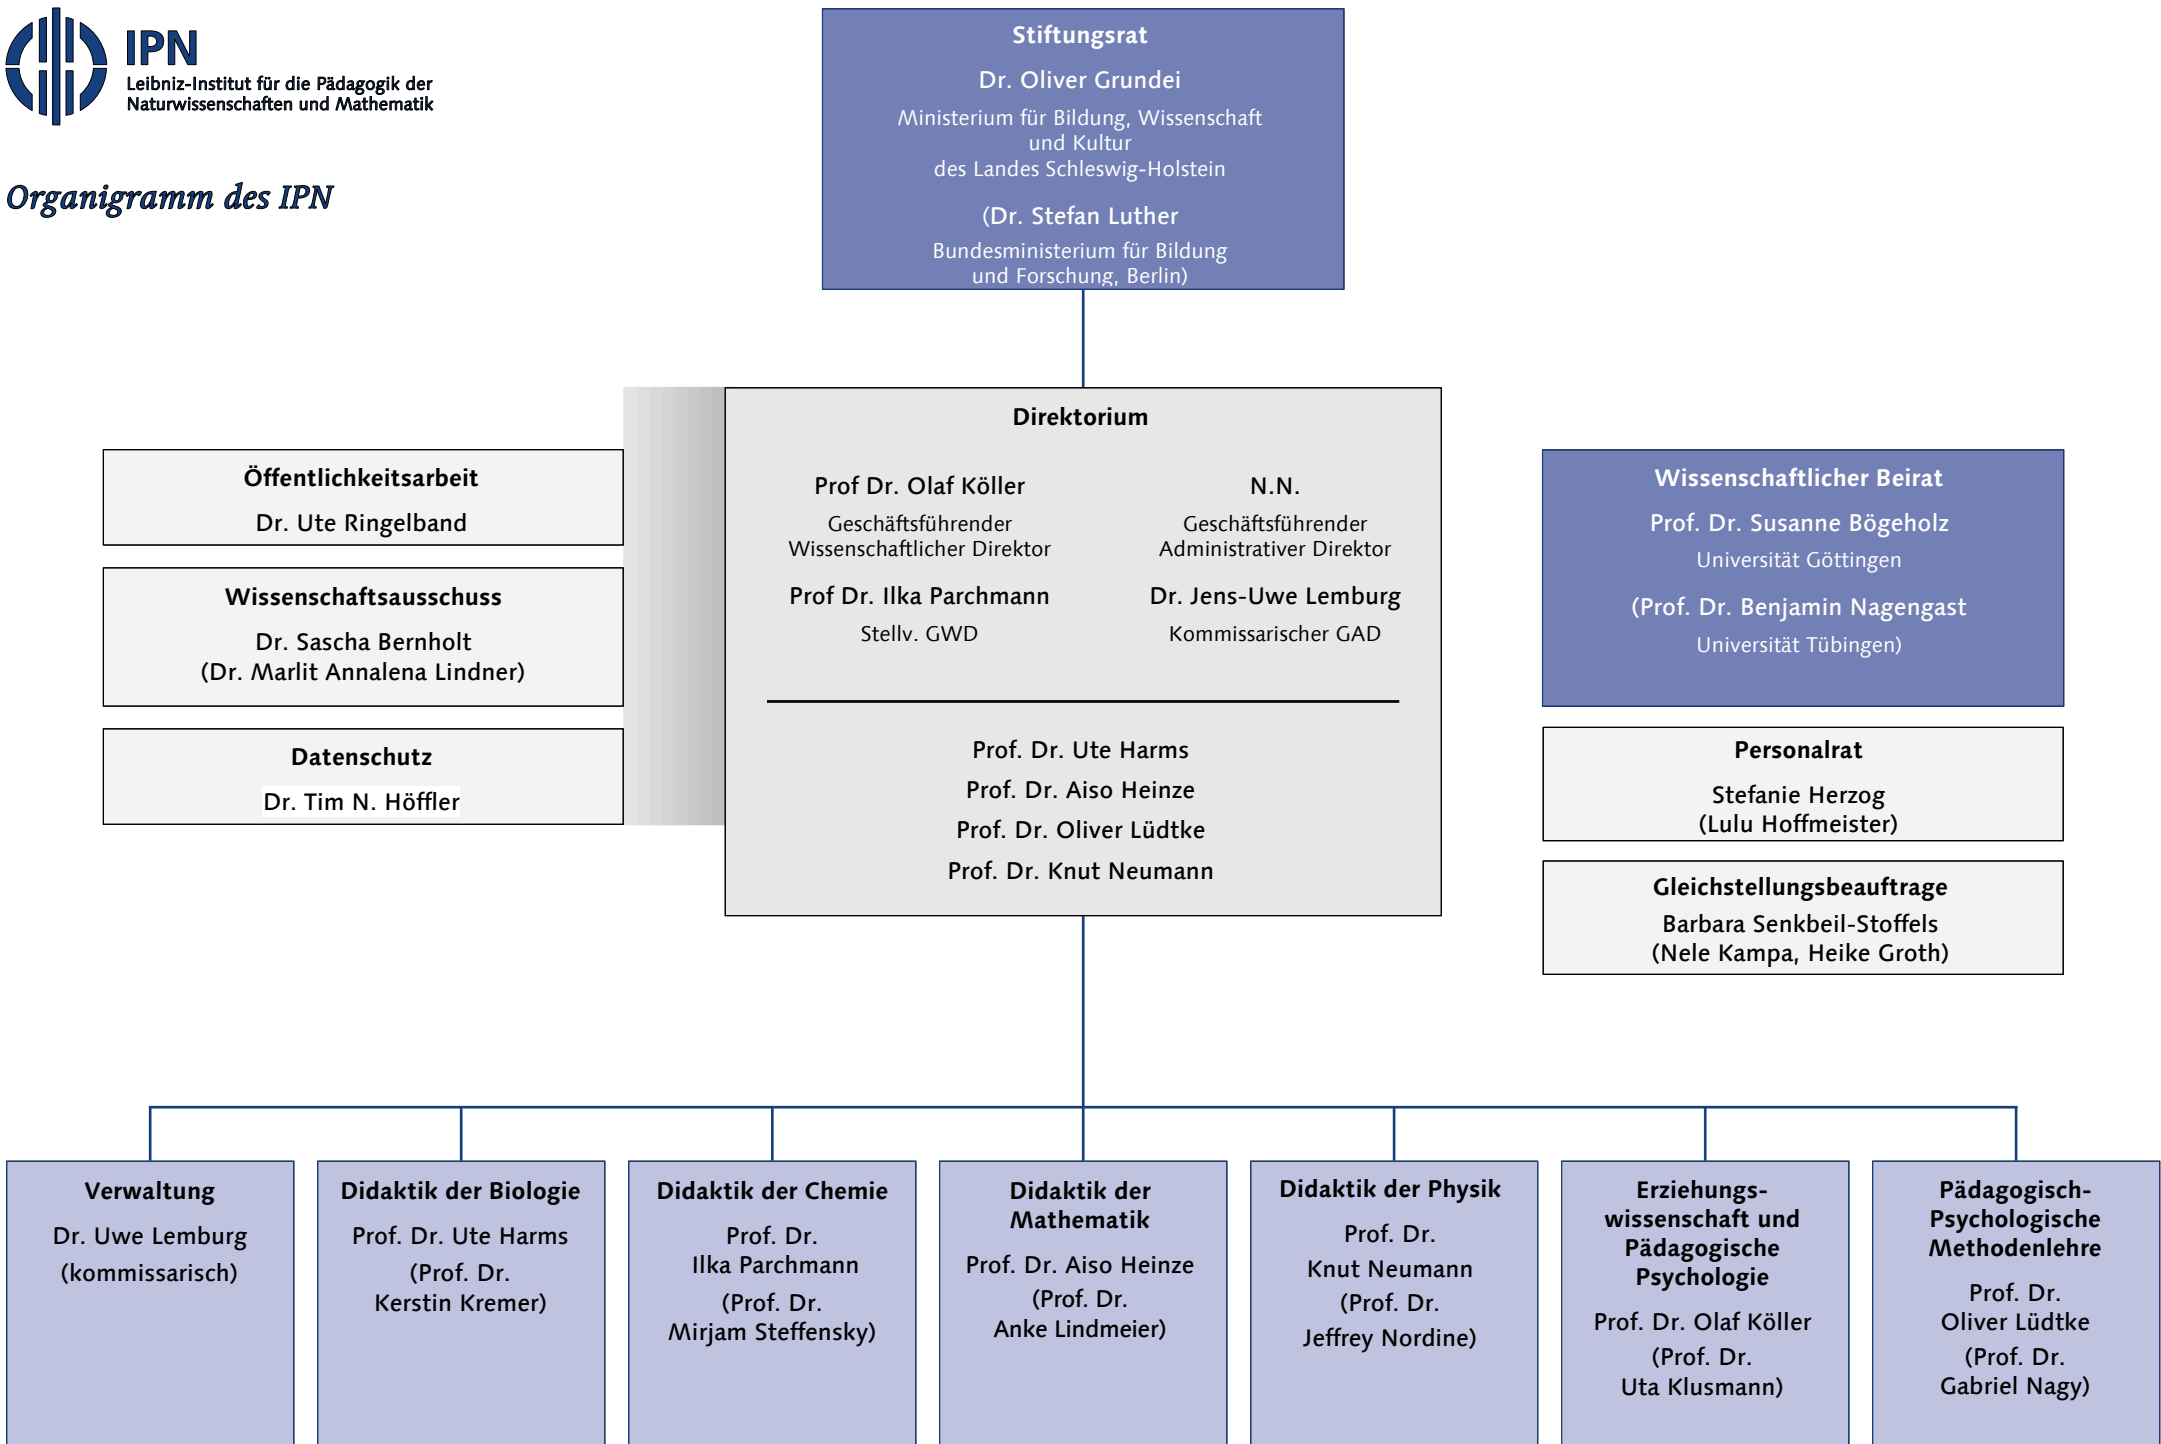 IPN
Leibniz-Institut für die Pädagogik der
Naturwissenschaften und Mathematik
Organigramm des IPN
Stiftungsrat
Dr. Oliver Grundei
Ministerium für Bildung, Wissenschaft
und Kultur
des Landes Schleswig-Holstein
(Dr. Stefan Luther
Bundesministerium für Bildung
und Forschung, Berlin)
Direktorium
Prof Dr. Olaf Köller
Geschäftsführender
Wissenschaftlicher Direktor
Prof Dr. Ilka Parchmann
Stellv. GWD
N.N.
Geschäftsführender
Administrativer Direktor
Dr. Jens-Uwe Lemburg
Kommissarischer GAD
Prof. Dr. Ute Harms
Prof. Dr. Aiso Heinze
Prof. Dr. Oliver Lüdtke
Prof. Dr. Knut Neumann
Öffentlichkeitsarbeit
Dr. Ute Ringelband
Wissenschaftsausschuss
Dr. Sascha Bernholt
(Dr. Marlit Annalena Lindner)
Datenschutz
Dr. Tim N. Höffler
Wissenschaftlicher Beirat
Prof. Dr. Susanne Bögeholz
Universität Göttingen
(Prof. Dr. Benjamin Nagengast
Universität Tübingen)
Personalrat
Stefanie Herzog
(Lulu Hoffmeister)
Gleichstellungsbeauftrage
Barbara Senkbeil-Stoffels
(Nele Kampa, Heike Groth)
Verwaltung
Dr. Uwe Lemburg
(kommissarisch)
Didaktik der Biologie
Prof. Dr. Ute Harms
(Prof. Dr.
Kerstin Kremer)
Didaktik der Chemie
Prof. Dr.
Ilka Parchmann
(Prof. Dr.
Mirjam Steffensky)
Didaktik der
Mathematik
Prof. Dr. Aiso Heinze
(Prof. Dr.
Anke Lindmeier)
Didaktik der Physik
Prof. Dr.
Knut Neumann
(Prof. Dr.
Jeffrey Nordine)
Erziehungs-
wissenschaft und
Pädagogische
Psychologie
Prof. Dr. Olaf Köller
(Prof. Dr.
Uta Klusmann)
Pädagogisch-
Psychologische
Methodenlehre
Prof. Dr.
Oliver Lüdtke
(Prof. Dr.
Gabriel Nagy)